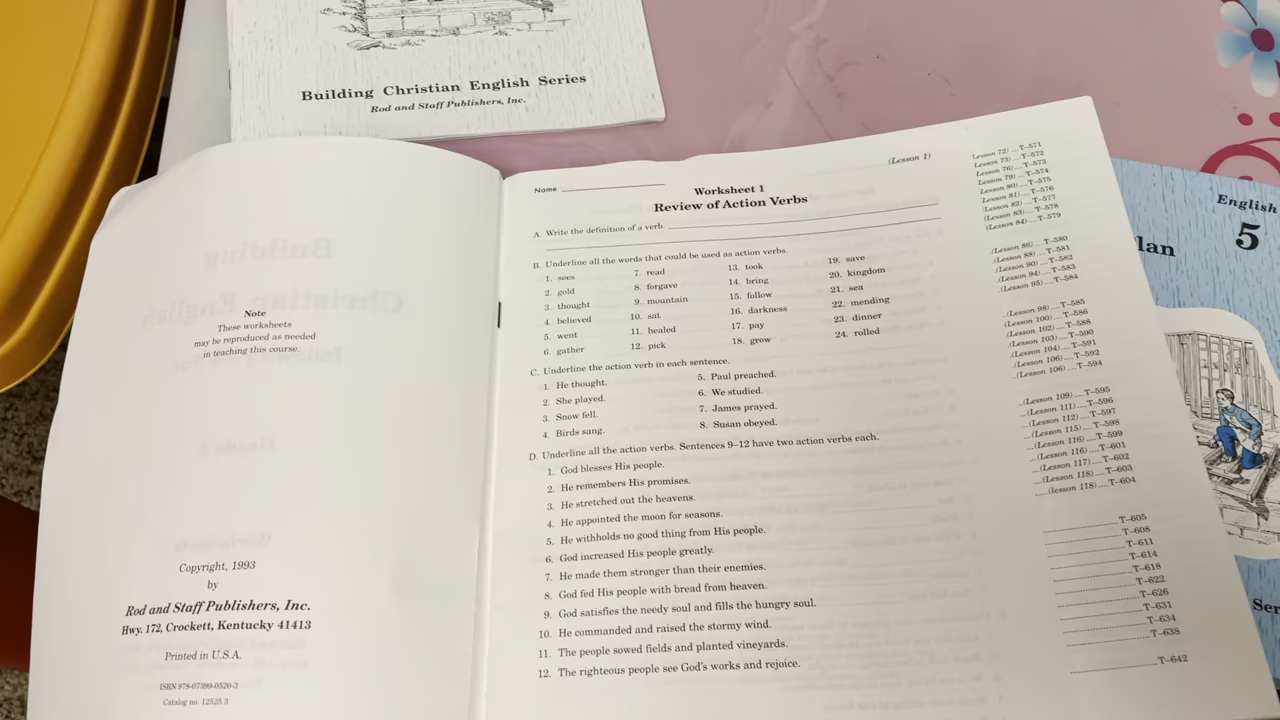 Building Christian English Series
Rod and Staff Publishers, Inc.
Note
These worksheets
may be reproduced as needed
in teaching this course.
Copyright, 1993
by
Rod and Staff Publishers, Inc.
Hwy. 172, Crockett, Kentucky 41413
Printed in U.S.A.
ISBN 978-07399-0520-3
Catalog no. 12525.3
(Lesson 1)
Name
Worksheet 1
Review of Action Verbs
A. Write the definition of a verb.
B. Underline all the words that could be used as action verbs.
1. sees
2. gold
3. thought
4. believed
5. went
6. gather
7. read
8. forgave
9. mountain
10. sat
11. healed
12. pick
13. took
14. bring
15. follow
16. darkness
17. pay
18. grow
19. save
20. kingdom
21. sea
22. mending
23. dinner
24. rolled
C. Underline the action verb in each sentence.
1. He thought.
2. She played.
3. Snow fell.
4. Birds sang.
5. Paul preached.
6. We studied.
7. James prayed.
8. Susan obeyed.
D. Underline all the action verbs. Sentences 9–12 have two action verbs each.
1. God blesses His people.
2. He remembers His promises.
3. He stretched out the heavens.
4. He appointed the moon for seasons.
5. He withholds no good thing from His people.
6. God increased His people greatly.
7. He made them stronger than their enemies.
8. God fed His people with bread from heaven.
9. God satisfies the needy soul and fills the hungry soul.
10. He commanded and raised the stormy wind.
11. The people sowed fields and planted vineyards.
12. The righteous people see God's works and rejoice.
(Lesson 72)....T–571
(Lesson 73)....T–572
(Lesson 76)....T–573
(Lesson 79)....T–574
(Lesson 80)....T–575
(Lesson 81)....T–576
(Lesson 82)....T–577
(Lesson 83)....T–578
(Lesson 84)....T–579
(Lesson 86)....T–580
(Lesson 88)....T–581
(Lesson 90)....T–582
(Lesson 94)....T–583
(Lesson 95)....T–584
(Lesson 98)....T–585
(Lesson 100)....T–586
(Lesson 102)....T–588
(Lesson 103)....T–590
(Lesson 104)....T–591
(Lesson 106)....T–592
(Lesson 106)....T–594
(Lesson 109)....T–595
(Lesson 111)....T–596
(Lesson 112)....T–597
(Lesson 115)....T–598
(Lesson 116)....T–599
(Lesson 116)....T–601
(Lesson 117)....T–602
(Lesson 118)....T–603
(lesson 118)....T–604
T–605
T–608
T–611
T–614
T–618
T–622
T–626
T–631
T–634
T–638
T–642
English
5
lan
Ser